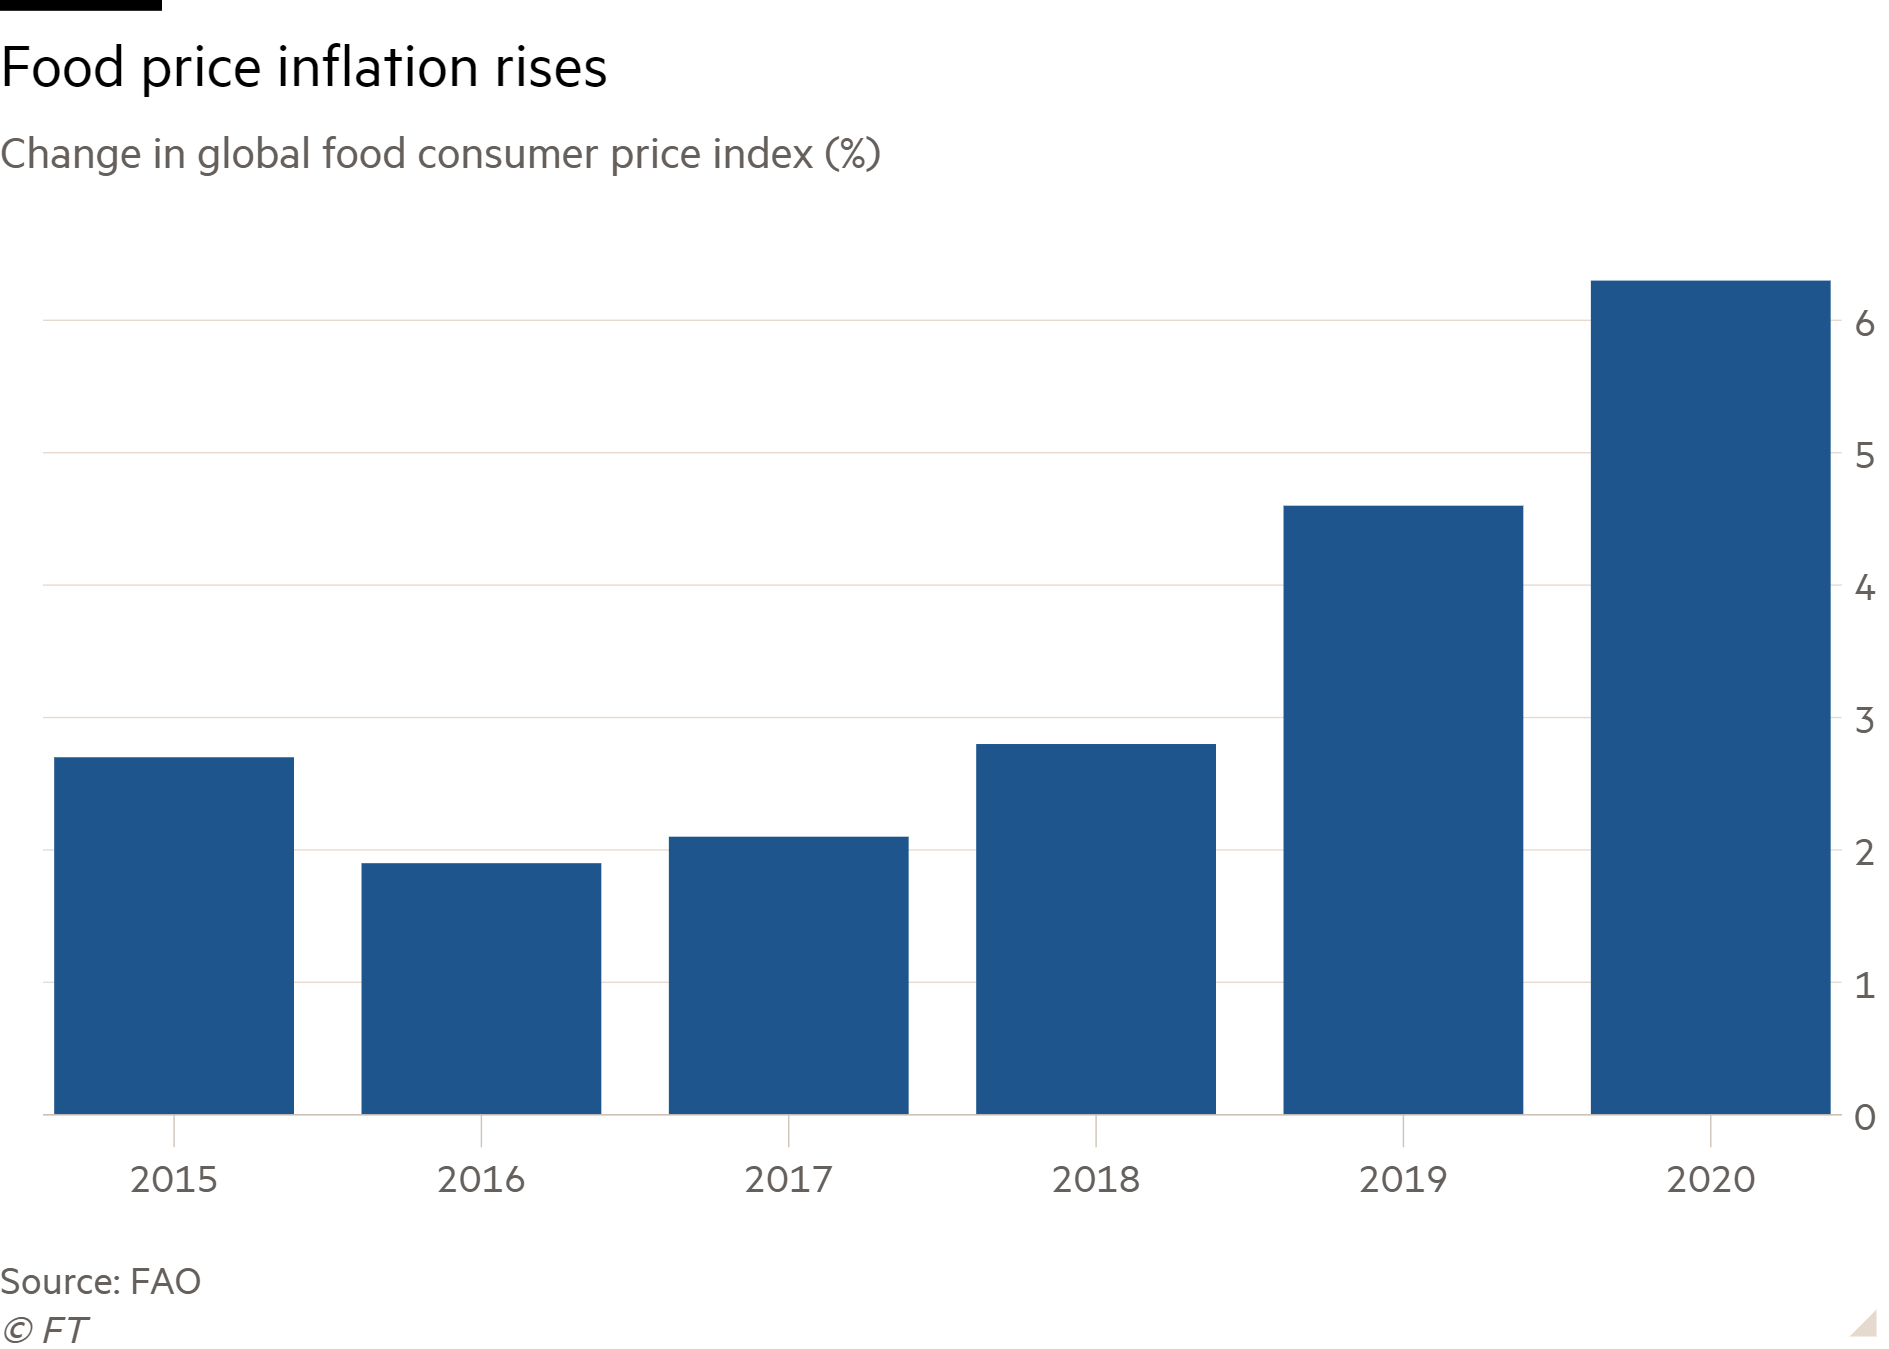 Food price inflation rises
Change in global food consumer price index (%)
6
5
4
3
2
1
0
2015 2016 2017 2018 2019 2020
Source: FAO
© FT